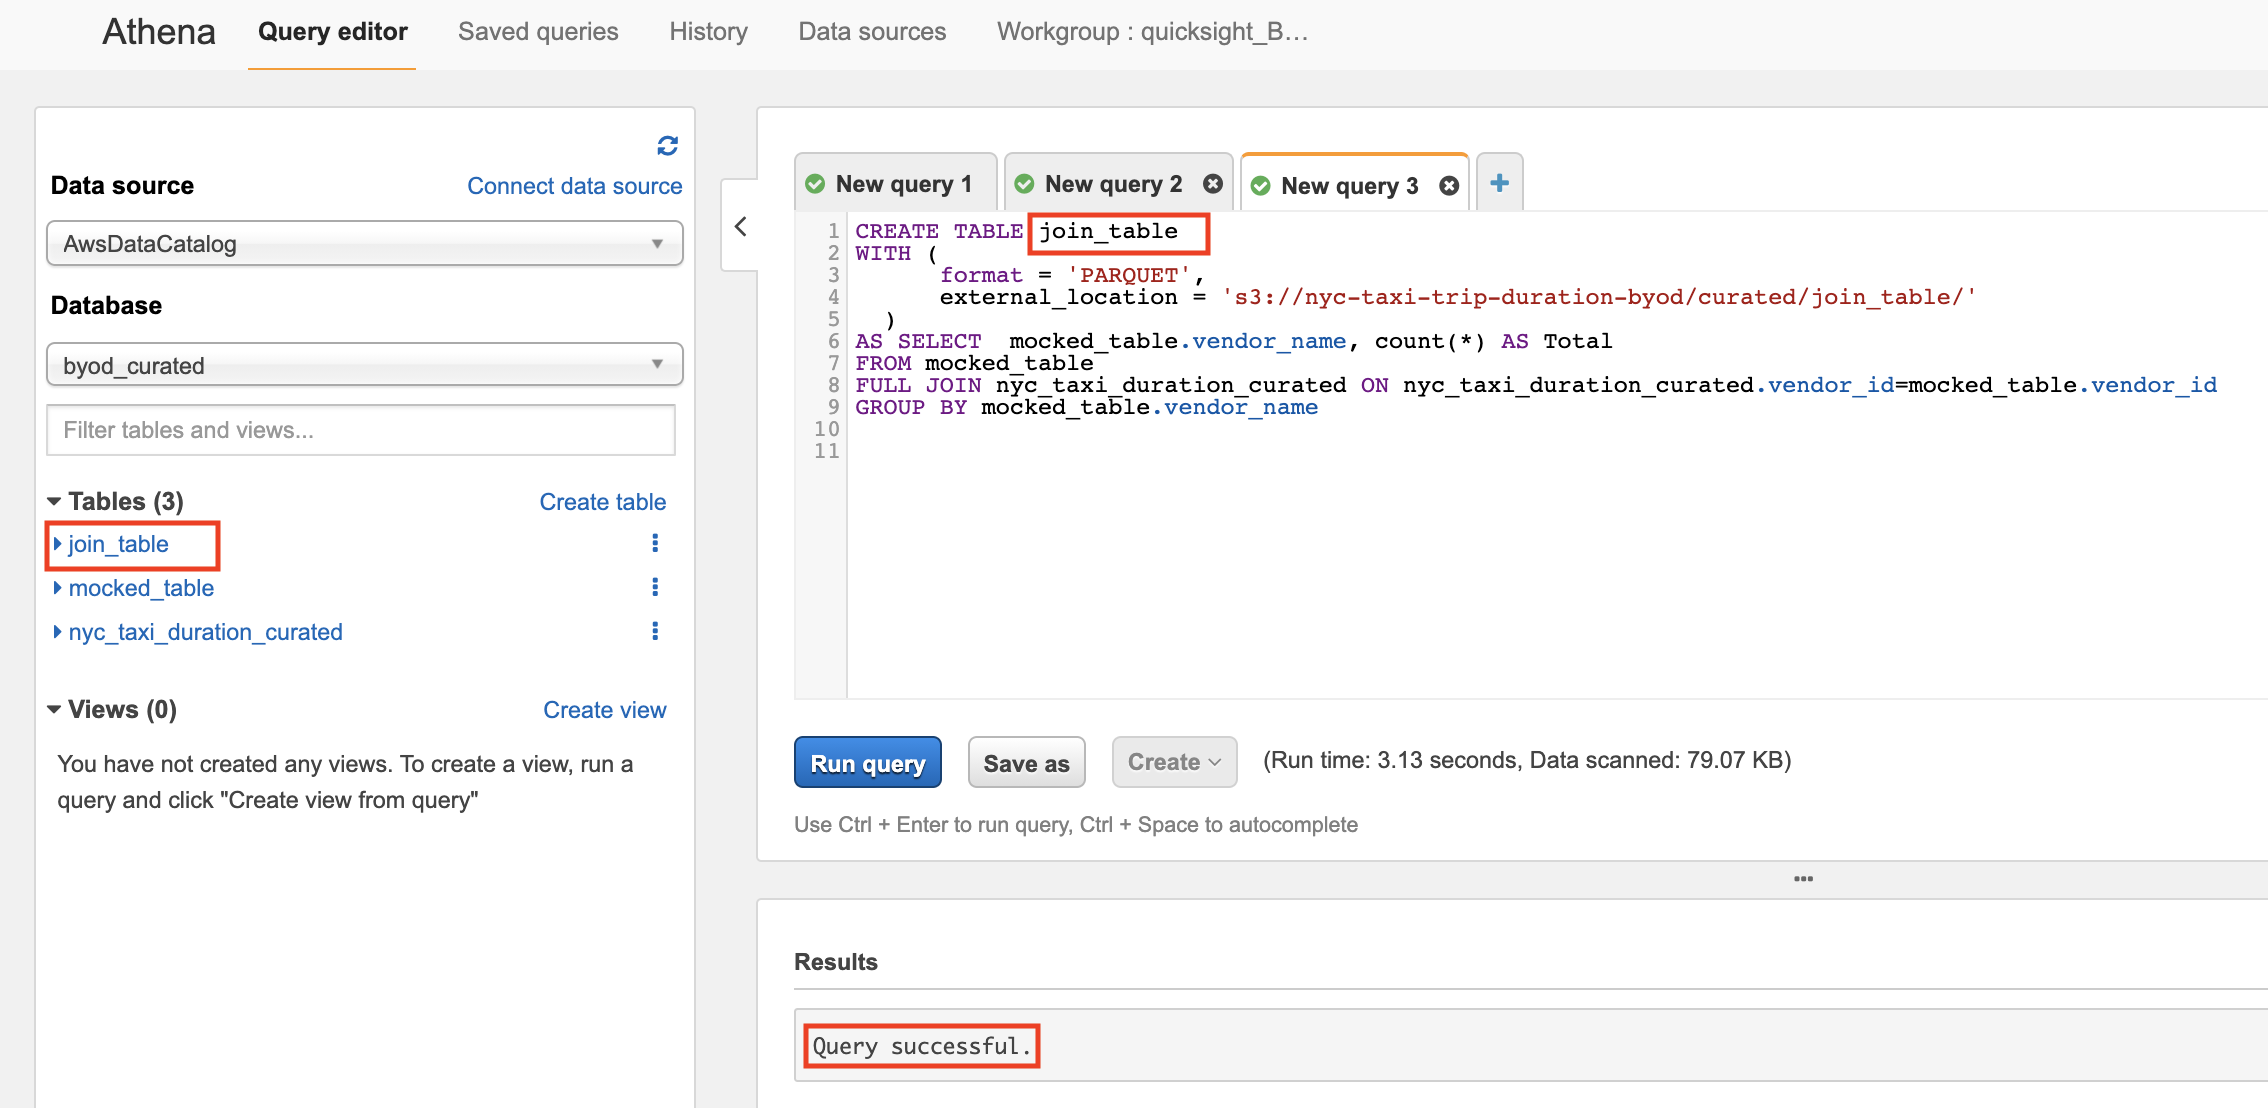 Athena
Query editor
Saved queries
History
Data sources
Workgroup : quicksight_B...
Data source
Connect data source
AwsDataCatalog
Database
byod_curated
Filter tables and views...
Tables (3)
Create table
join_table
mocked_table
nyc_taxi_duration_curated
Views (0)
Create view
You have not created any views. To create a view, run a
query and click "Create view from query"
New query 1
New query 2
New query 3
1 CREATE TABLE join_table
2 WITH (
3 format = 'PARQUET',
4 external_location = 's3://nyc-taxi-trip-duration-byod/curated/join_table/'
5 )
6 AS SELECT mocked_table.vendor_name, count(*) AS Total
7 FROM mocked_table
8 FULL JOIN nyc_taxi_duration_curated ON nyc_taxi_duration_curated.vendor_id=mocked_table.vendor_id
9 GROUP BY mocked_table.vendor_name
10
11
Run query
Save as
Create
(Run time: 3.13 seconds, Data scanned: 79.07 KB)
Use Ctrl + Enter to run query, Ctrl + Space to autocomplete
Results
Query successful.